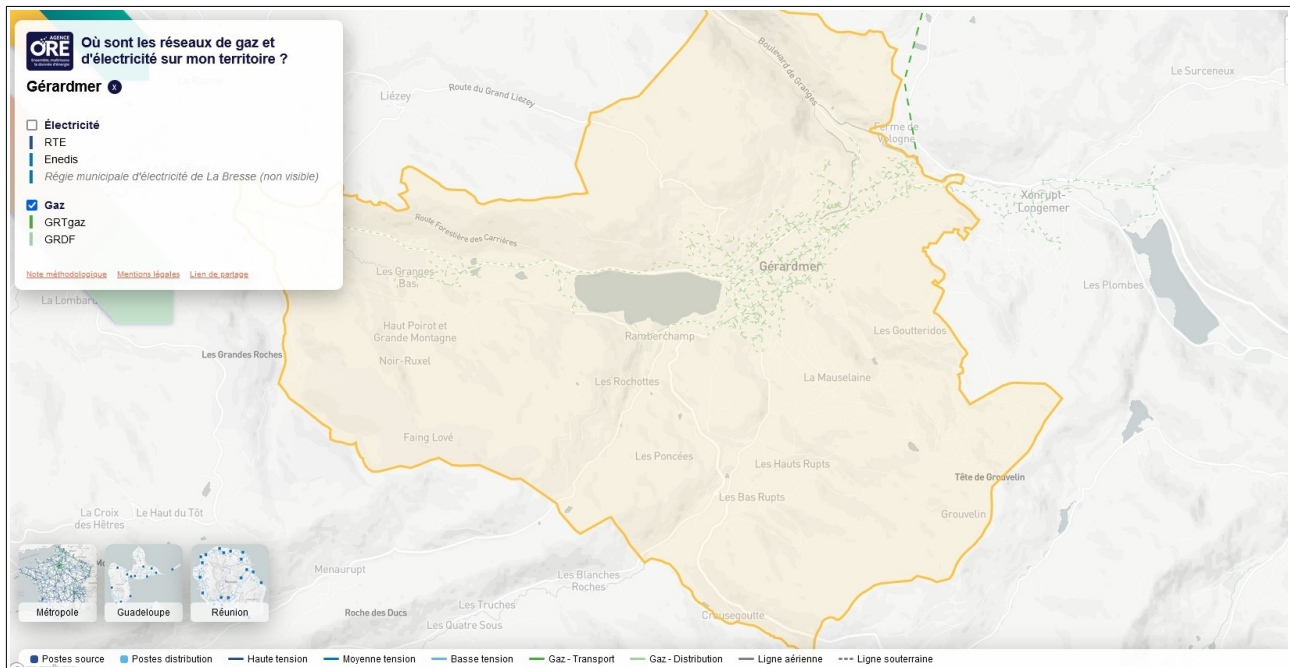 AGENCE
ORE
Où sont les réseaux de gaz et
d'électricité sur mon territoire ?
Gérardmer x
Électricité
RTE
Enedis
Régie municipale d'électricité de La Bresse (non visible)
Gaz
GRTgaz
GRDF
Note méthodologique Mentions légales Lien de partage
Liézey
Route du Grand Liezey
Boulevard de Granges
Le Surceneux
Ferme de
Vologne
Xonrupt-
Longemer
Route Forestière des Carrières
Les Granges
Bas
Gérardmer
Les Plombes
La Lombard
Haut Poirot et
Grande Montagne
Ramberchamp
Les Goutteridos
Les Grandes Roches
Noir-Ruxel
Les Rochottes
La Mauselaine
Faing Lové
Les Poncées
Les Hauts Rupts
Tête de Grouvelin
Les Bas Rupts
La Croix
des Hêtres
Le Haut du Tôt
Grouvelin
Menaurupt
Les Blanches
Roches
Métropole
Guadeloupe
Réunion
Roche des Ducs
Les Truches
Creusegoutte
Les Quatre Sous
Postes source Postes distribution Haute tension Moyenne tension Basse tension Gaz - Transport Gaz - Distribution Ligne aérienne Ligne souterraine